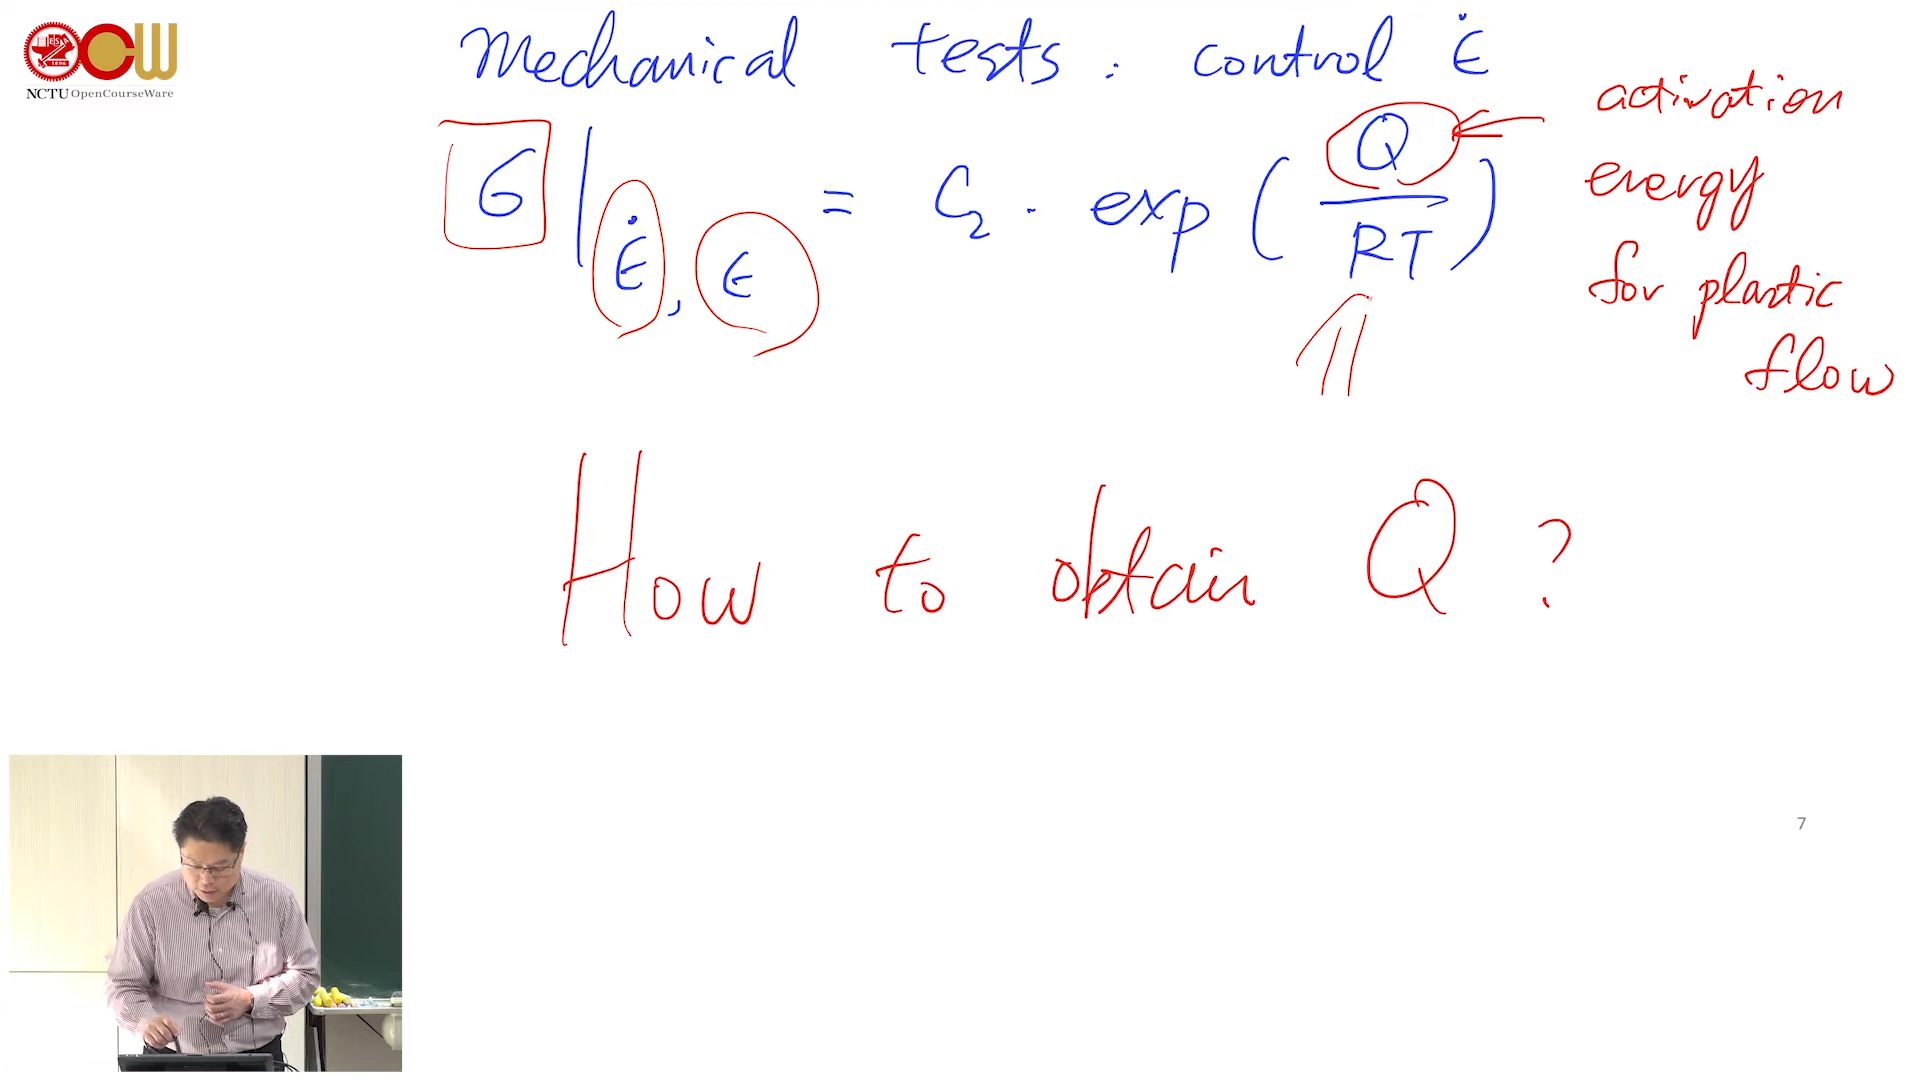 NCTU OpenCourseWare
Mechanical tests : control ε̇
σ | ε̇, ε = C₂ · exp ( Q / RT )
activation
energy
for plastic
flow
How to obtain Q ?
7